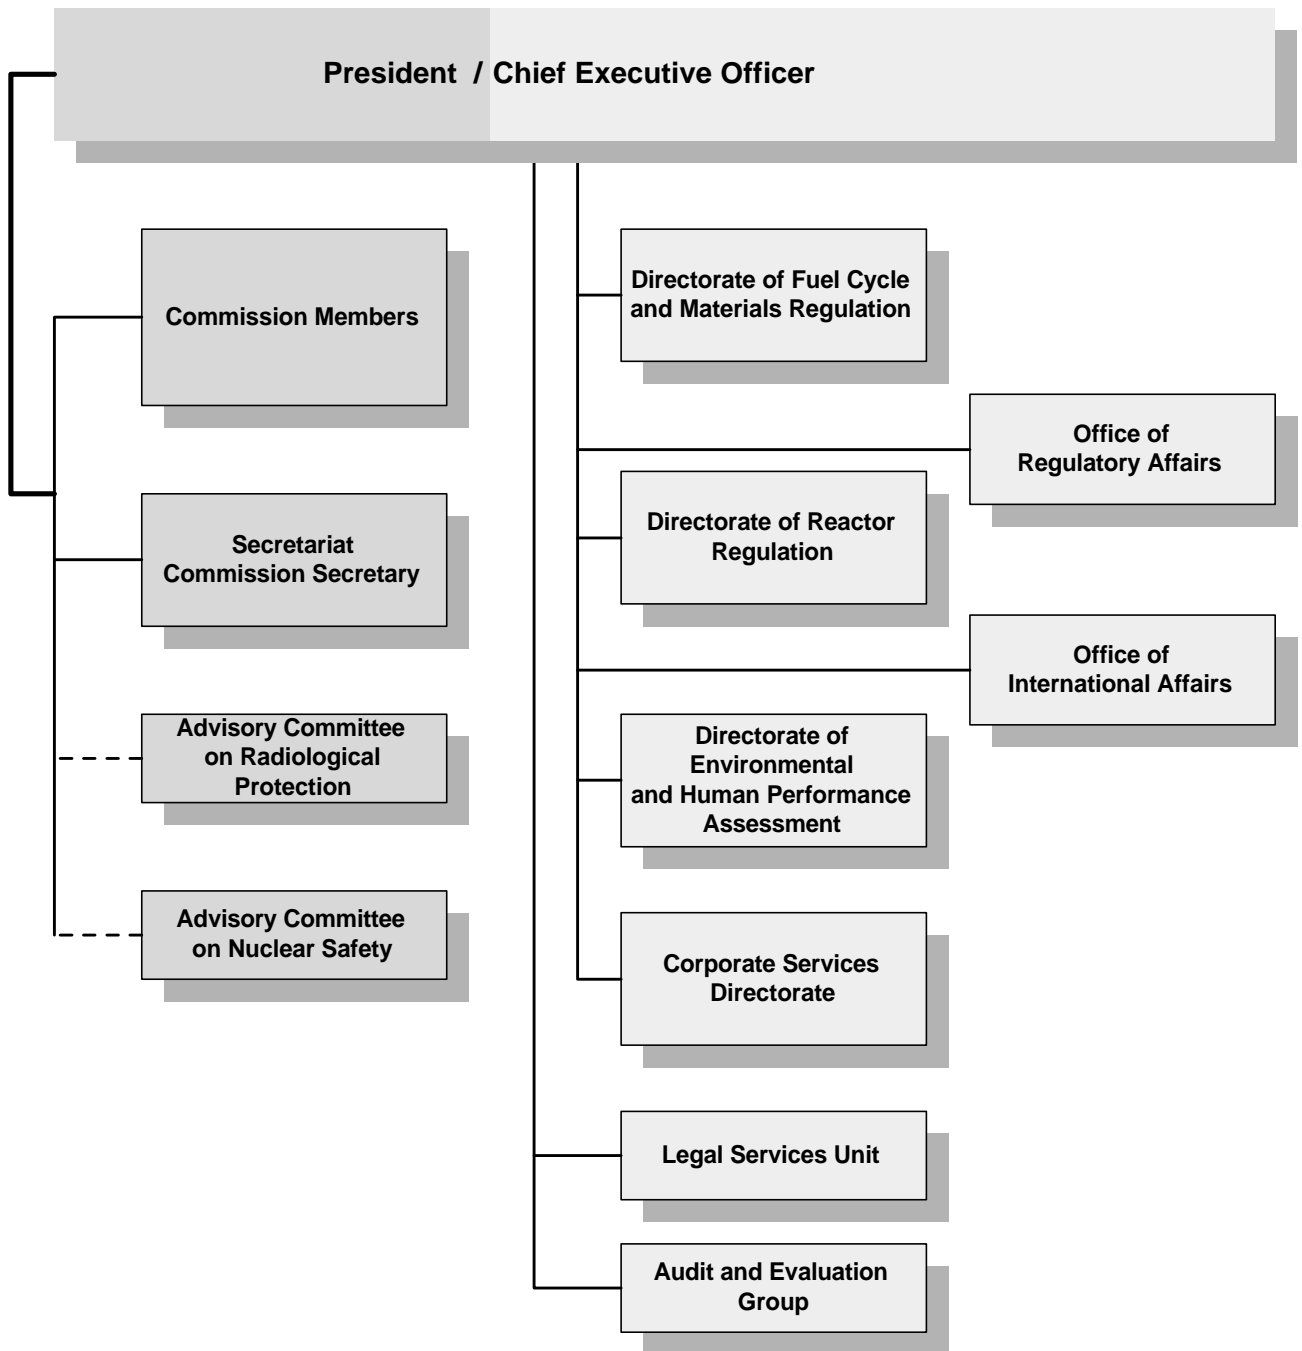 President / Chief Executive Officer
Commission Members
Secretariat
Commission Secretary
Advisory Committee
on Radiological
Protection
Advisory Committee
on Nuclear Safety
Directorate of Fuel Cycle
and Materials Regulation
Office of
Regulatory Affairs
Directorate of Reactor
Regulation
Office of
International Affairs
Directorate of
Environmental
and Human Performance
Assessment
Corporate Services
Directorate
Legal Services Unit
Audit and Evaluation
Group